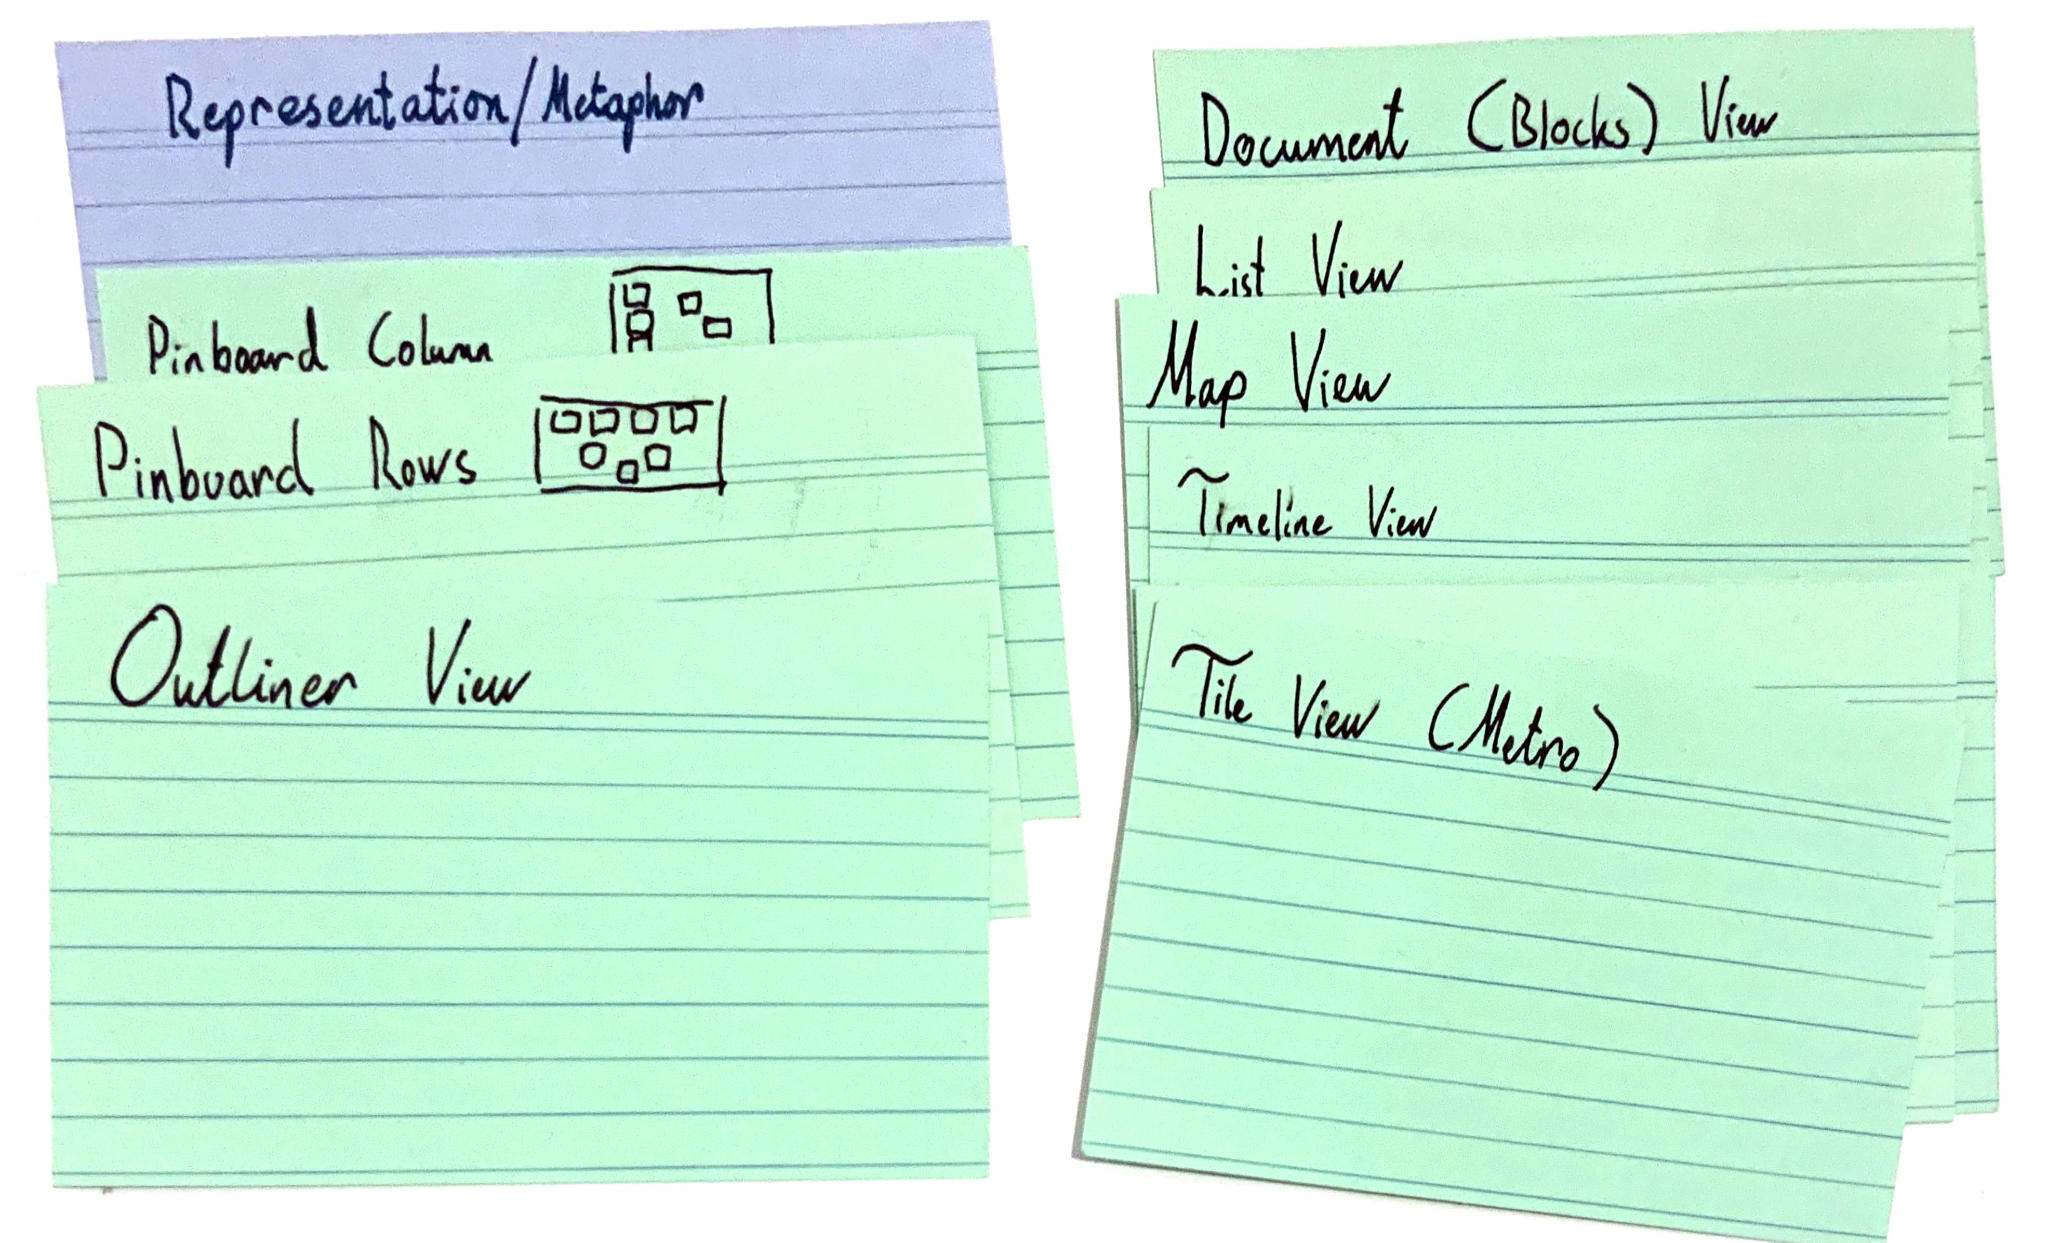 Representation/Metaphor
Pinboard Column
Pinboard Rows
Outliner View
Document (Blocks) View
List View
Map View
Timeline View
Tile View (Metro)